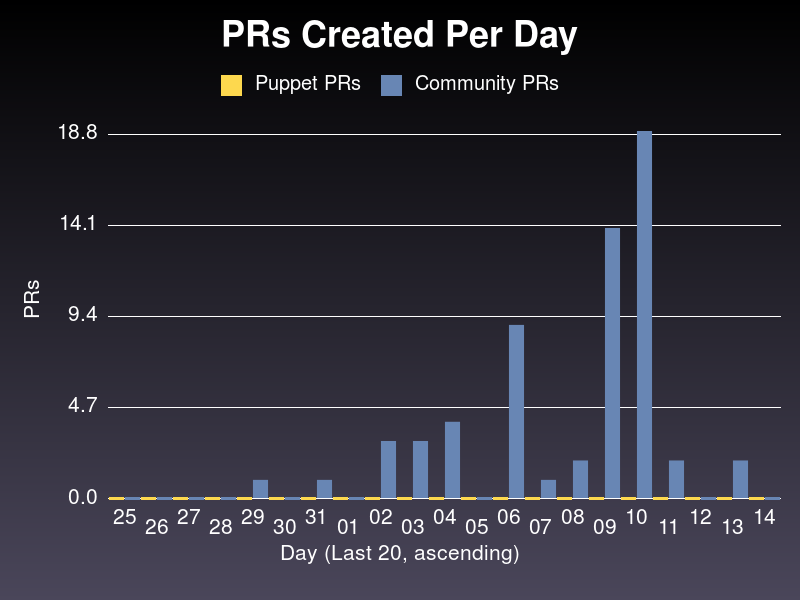 PRs Created Per Day
Puppet PRs Community PRs
18.8
14.1
9.4
4.7
0.0
PRs
25 26 27 28 29 30 31 01 02 03 04 05 06 07 08 09 10 11 12 13 14
Day (Last 20, ascending)